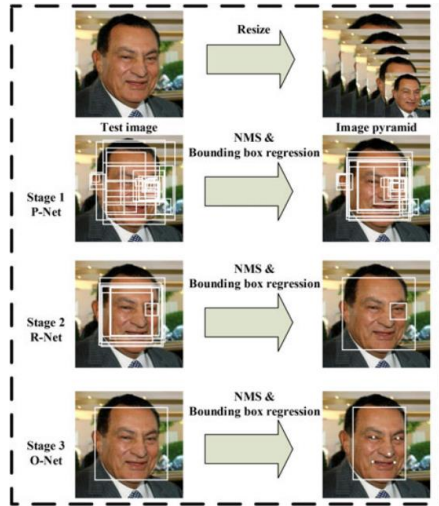 Resize
Test image
Image pyramid
NMS &
Bounding box regression
Stage 1
P-Net
NMS &
Bounding box regression
Stage 2
R-Net
NMS &
Bounding box regression
Stage 3
O-Net